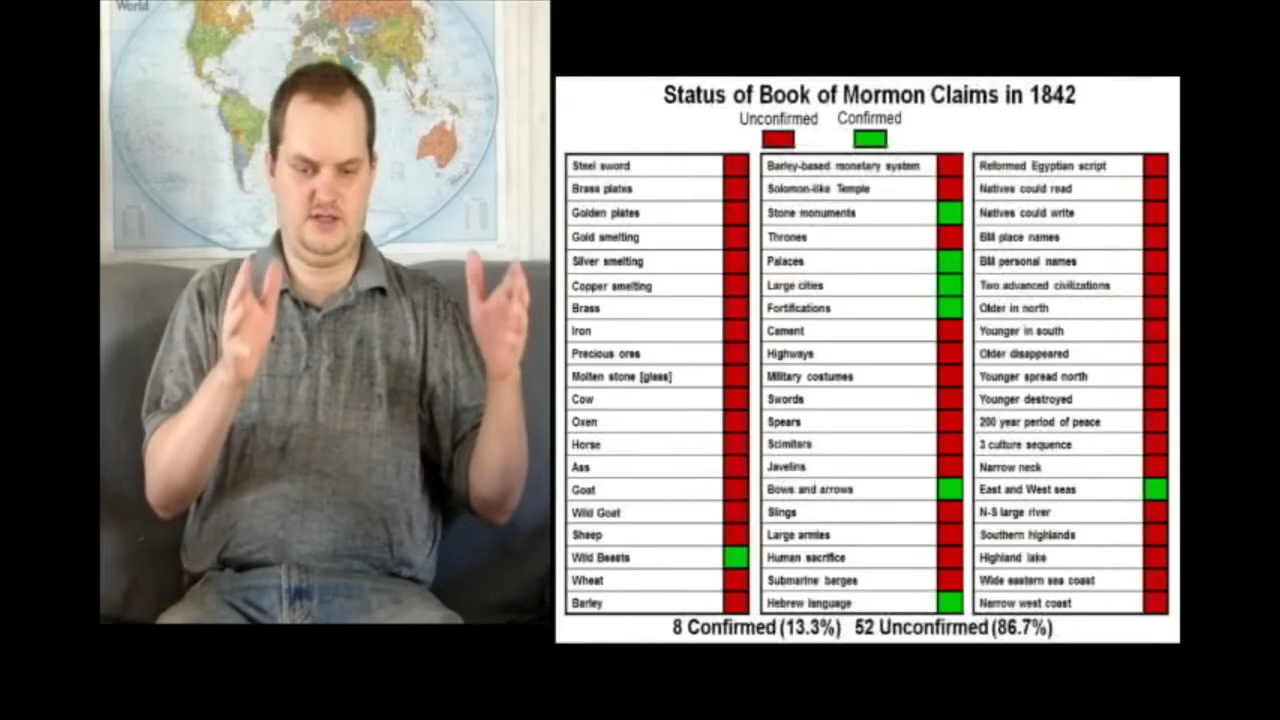 World
Status of Book of Mormon Claims in 1842
Unconfirmed Confirmed
Steel sword
Brass plates
Golden plates
Gold smelting
Silver smelting
Copper smelting
Brass
Iron
Precious ores
Molten stone [glass]
Cow
Oxen
Horse
Ass
Goat
Wild Goat
Sheep
Wild Beasts
Wheat
Barley
Barley-based monetary system
Solomon-like Temple
Stone monuments
Thrones
Palaces
Large cities
Fortifications
Cement
Highways
Military costumes
Swords
Spears
Scimitars
Javelins
Bows and arrows
Slings
Large armies
Human sacrifice
Submarine barges
Hebrew language
Reformed Egyptian script
Natives could read
Natives could write
BM place names
BM personal names
Two advanced civilizations
Older in north
Younger in south
Older disappeared
Younger spread north
Younger destroyed
200 year period of peace
3 culture sequence
Narrow neck
East and West seas
N-S large river
Southern highlands
Highland lake
Wide eastern sea coast
Narrow west coast
8 Confirmed (13.3%) 52 Unconfirmed (86.7%)